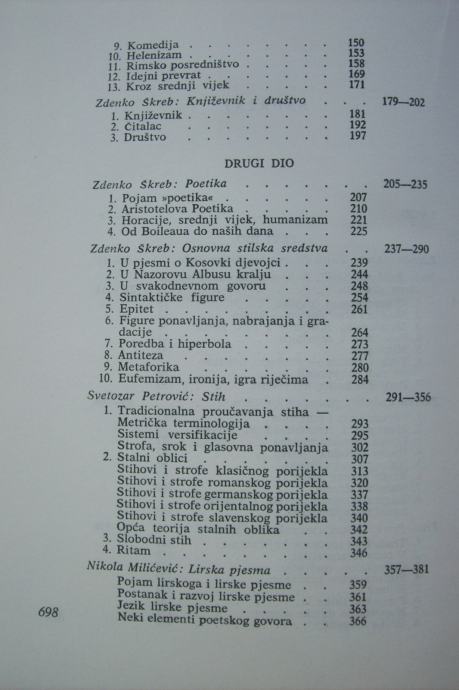 9. Komedija . . . . . . . . 150
10. Helenizam . . . . . . . . 153
11. Rimsko posredništvo . . . . . 158
12. Idejni prevrat . . . . . . . 169
13. Kroz srednji vijek . . . . . . 171
Zdenko Škreb: Književnik i društvo . . . 179—202
1. Književnik . . . . . . . . 181
2. Čitalac . . . . . . . . 192
3. Društvo . . . . . . . . 197
DRUGI DIO
Zdenko Škreb: Poetika . . . . . . 205—235
1. Pojam »poetika« . . . . . . 207
2. Aristotelova Poetika . . . . . 210
3. Horacije, srednji vijek, humanizam 221
4. Od Boileaua do naših dana . . . 225
Zdenko Škreb: Osnovna stilska sredstva . . 237—290
1. U pjesmi o Kosovki djevojci . . . 239
2. U Nazorovu Albusu kralju . . . 244
3. U svakodnevnom govoru . . . 248
4. Sintaktičke figure . . . . . 254
5. Epitet . . . . . . . . 261
6. Figure ponavljanja, nabrajanja i gra-
dacije . . . . . . . . 264
7. Poredba i hiperbola . . . . . 273
8. Antiteza . . . . . . . 277
9. Metaforika . . . . . . . 280
10. Eufemizam, ironija, igra riječima . 284
Svetozar Petrović: Stih . . . . . . . 291—356
1. Tradicionalna proučavanja stiha —
Metrička terminologija . . . . 293
Sistemi versifikacije . . . . . 295
Strofa, srok i glasovna ponavljanja 302
2. Stalni oblici . . . . . . . 307
Stihovi i strofe klasičnog porijekla 313
Stihovi i strofe romanskog porijekla 320
Stihovi i strofe germanskog porijekla 337
Stihovi i strofe orijentalnog porijekla 338
Stihovi i strofe slavenskog porijekla 340
Opća teorija stalnih oblika . . 342
3. Slobodni stih . . . . . . . 343
4. Ritam . . . . . . . . 346
Nikola Milićević: Lirska pjesma . . . . . 357—381
Pojam lirskoga i lirske pjesme . . 359
Postanak i razvoj lirske pjesme . . 361
Jezik lirske pjesme . . . . . 363
Neki elementi poetskog govora . . 366
698